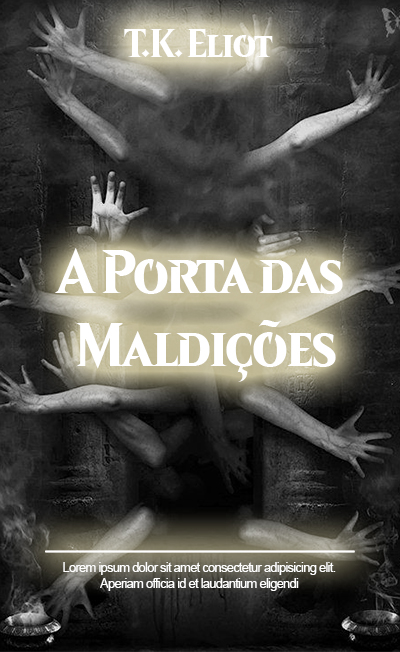 T.K. Eliot
A Porta das
Maldições
Lorem ipsum dolor sit amet consectetur adipisicing elit.
Aperiam officia id et laudantium eligendi